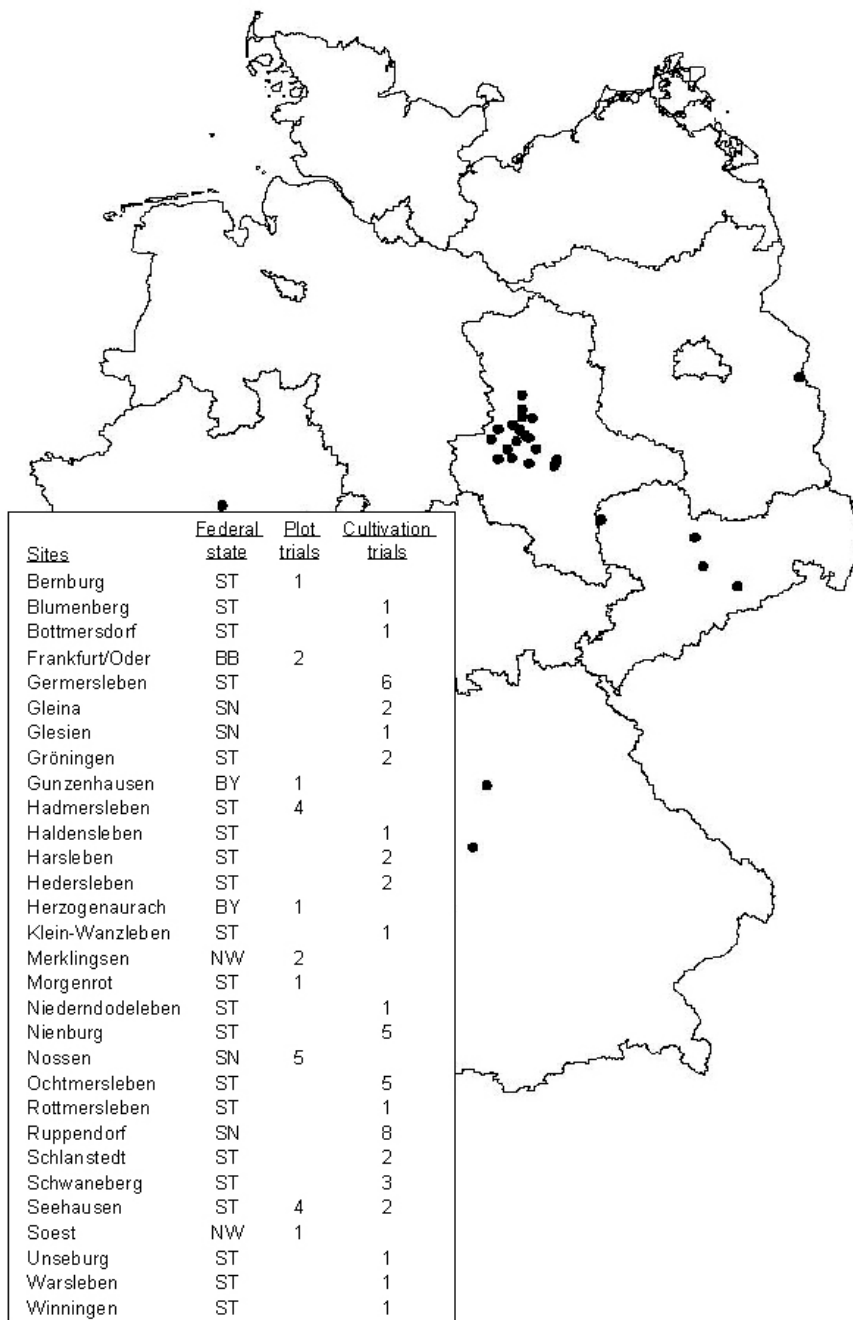 Federal Plot Cultivation
Sites state trials trials
Bernburg ST 1
Blumenberg ST 1
Bottmersdorf ST 1
Frankfurt/Oder BB 2
Germersleben ST 6
Gleina SN 2
Glesien SN 1
Gröningen ST 2
Gunzenhausen BY 1
Hadmersleben ST 4
Haldensleben ST 1
Harsleben ST 2
Hedersleben ST 2
Herzogenaurach BY 1
Klein-Wanzleben ST 1
Merklingsen NW 2
Morgenrot ST 1
Niederndodeleben ST 1
Nienburg ST 5
Nossen SN 5
Ochtmersleben ST 5
Rottmersleben ST 1
Ruppendorf SN 8
Schlanstedt ST 2
Schwaneberg ST 3
Seehausen ST 4 2
Soest NW 1
Unseburg ST 1
Warsleben ST 1
Winningen ST 1